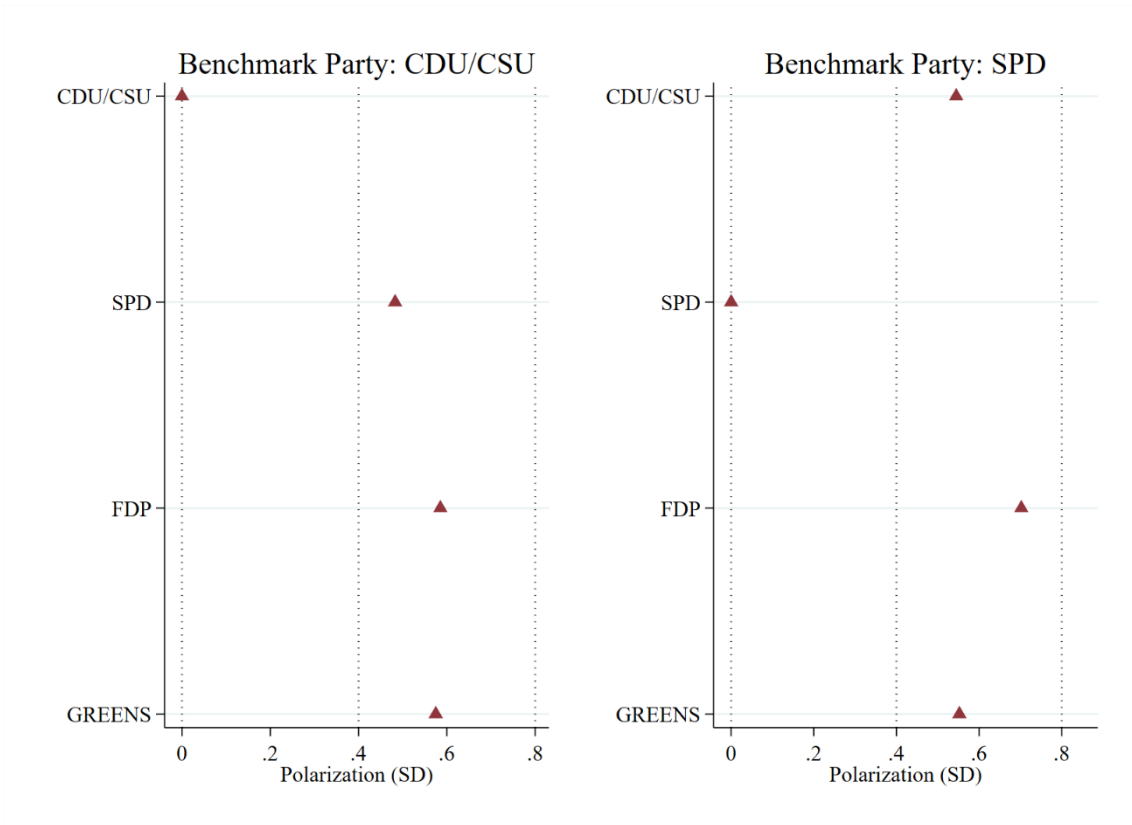 Benchmark Party: CDU/CSU
CDU/CSU
SPD
FDP
GREENS
0 .2 .4 .6 .8
Polarization (SD)
Benchmark Party: SPD
CDU/CSU
SPD
FDP
GREENS
0 .2 .4 .6 .8
Polarization (SD)